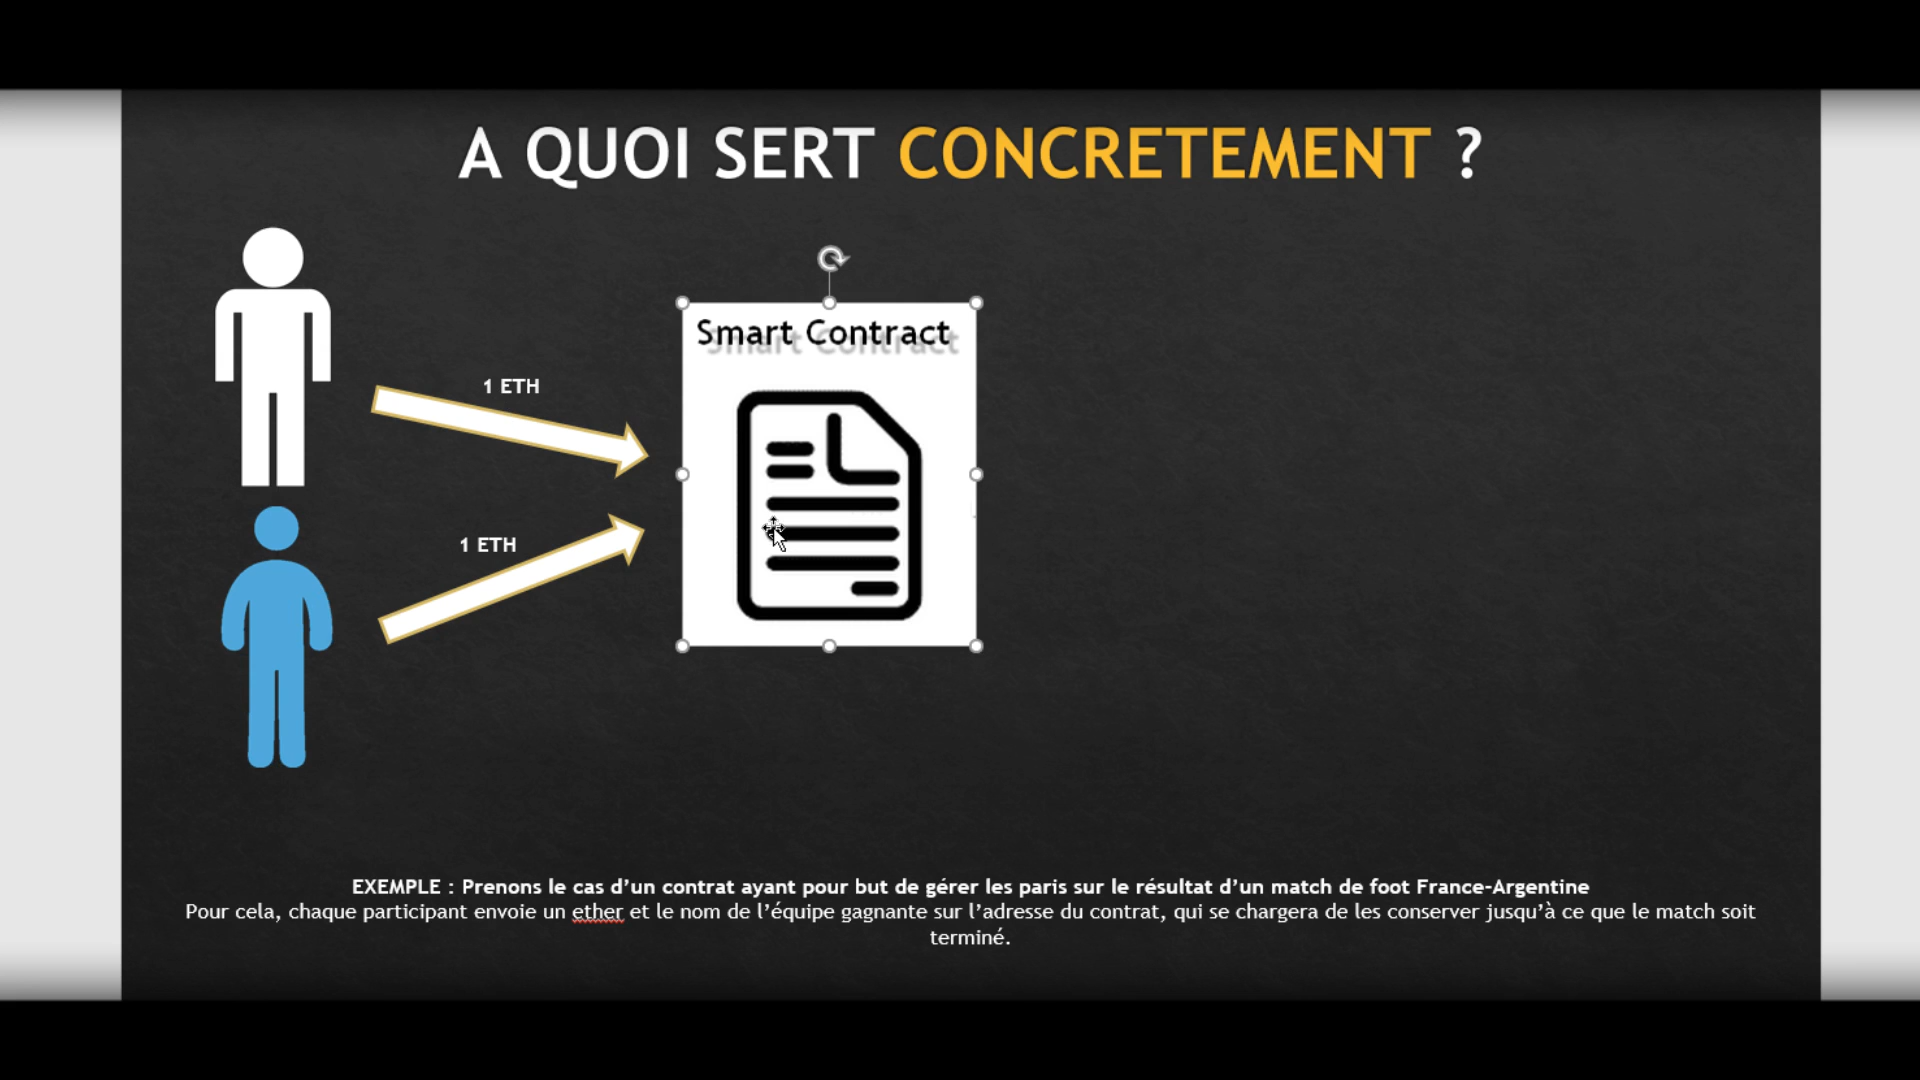 A QUOI SERT CONCRETEMENT ?
Smart Contract
1 ETH
1 ETH
EXEMPLE : Prenons le cas d’un contrat ayant pour but de gérer les paris sur le résultat d’un match de foot France-Argentine
Pour cela, chaque participant envoie un ether et le nom de l’équipe gagnante sur l’adresse du contrat, qui se chargera de les conserver jusqu’à ce que le match soit
terminé.